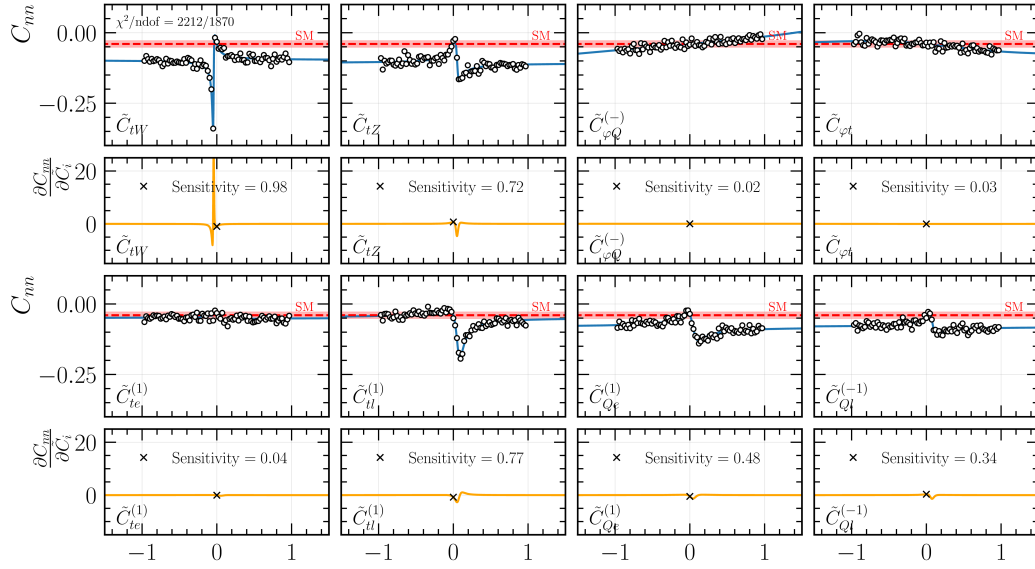 C_{nn}
0.00
−0.25
χ²/ndof = 2212/1870
SM
C̃_{tW}
SM
C̃_{tZ}
SM
C̃_{φQ}^{(-)}
SM
C̃_{φt}
∂C_{nn}/∂C̃_i
20
0
× Sensitivity = 0.98
C̃_{tW}
× Sensitivity = 0.72
C̃_{tZ}
× Sensitivity = 0.02
C̃_{φQ}^{(-)}
× Sensitivity = 0.03
C̃_{φt}
C_{nn}
0.00
−0.25
SM
C̃_{te}^{(1)}
SM
C̃_{tl}^{(1)}
SM
C̃_{Qe}^{(1)}
SM
C̃_{Ql}^{(-1)}
∂C_{nn}/∂C̃_i
20
0
× Sensitivity = 0.04
C̃_{te}^{(1)}
× Sensitivity = 0.77
C̃_{tl}^{(1)}
× Sensitivity = 0.48
C̃_{Qe}^{(1)}
× Sensitivity = 0.34
C̃_{Ql}^{(-1)}
−1 0 1
−1 0 1
−1 0 1
−1 0 1